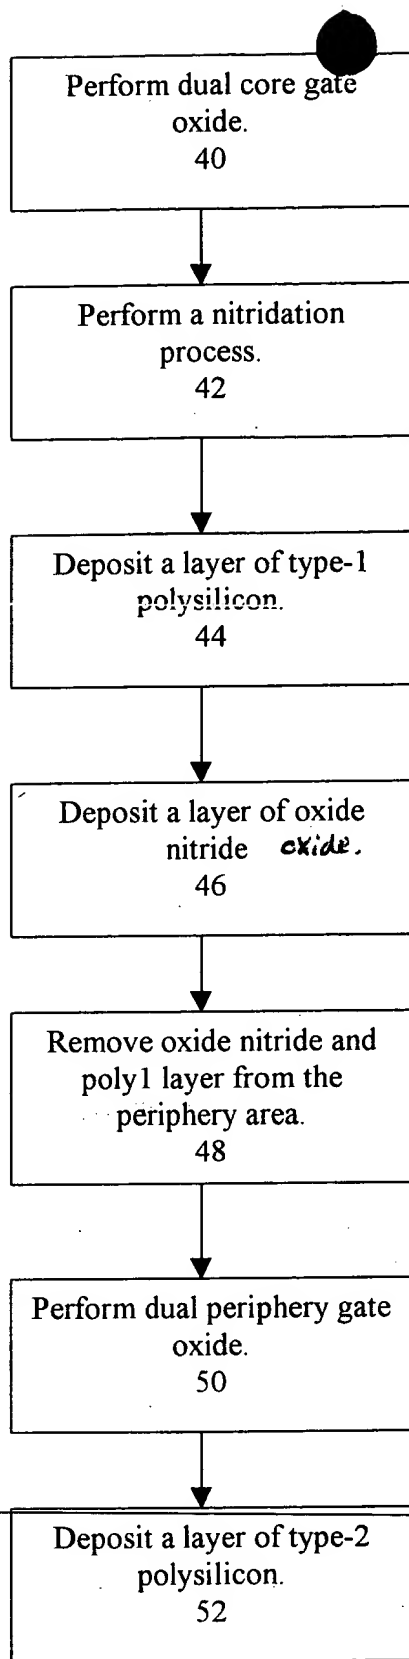 Perform dual core gate
oxide.
40
Perform a nitridation
process.
42
Deposit a layer of type-1
polysilicon.
44
Deposit a layer of oxide
nitride oxide.
46
Remove oxide nitride and
poly1 layer from the
periphery area.
48
Perform dual periphery gate
oxide.
50
Deposit a layer of type-2
polysilicon.
52